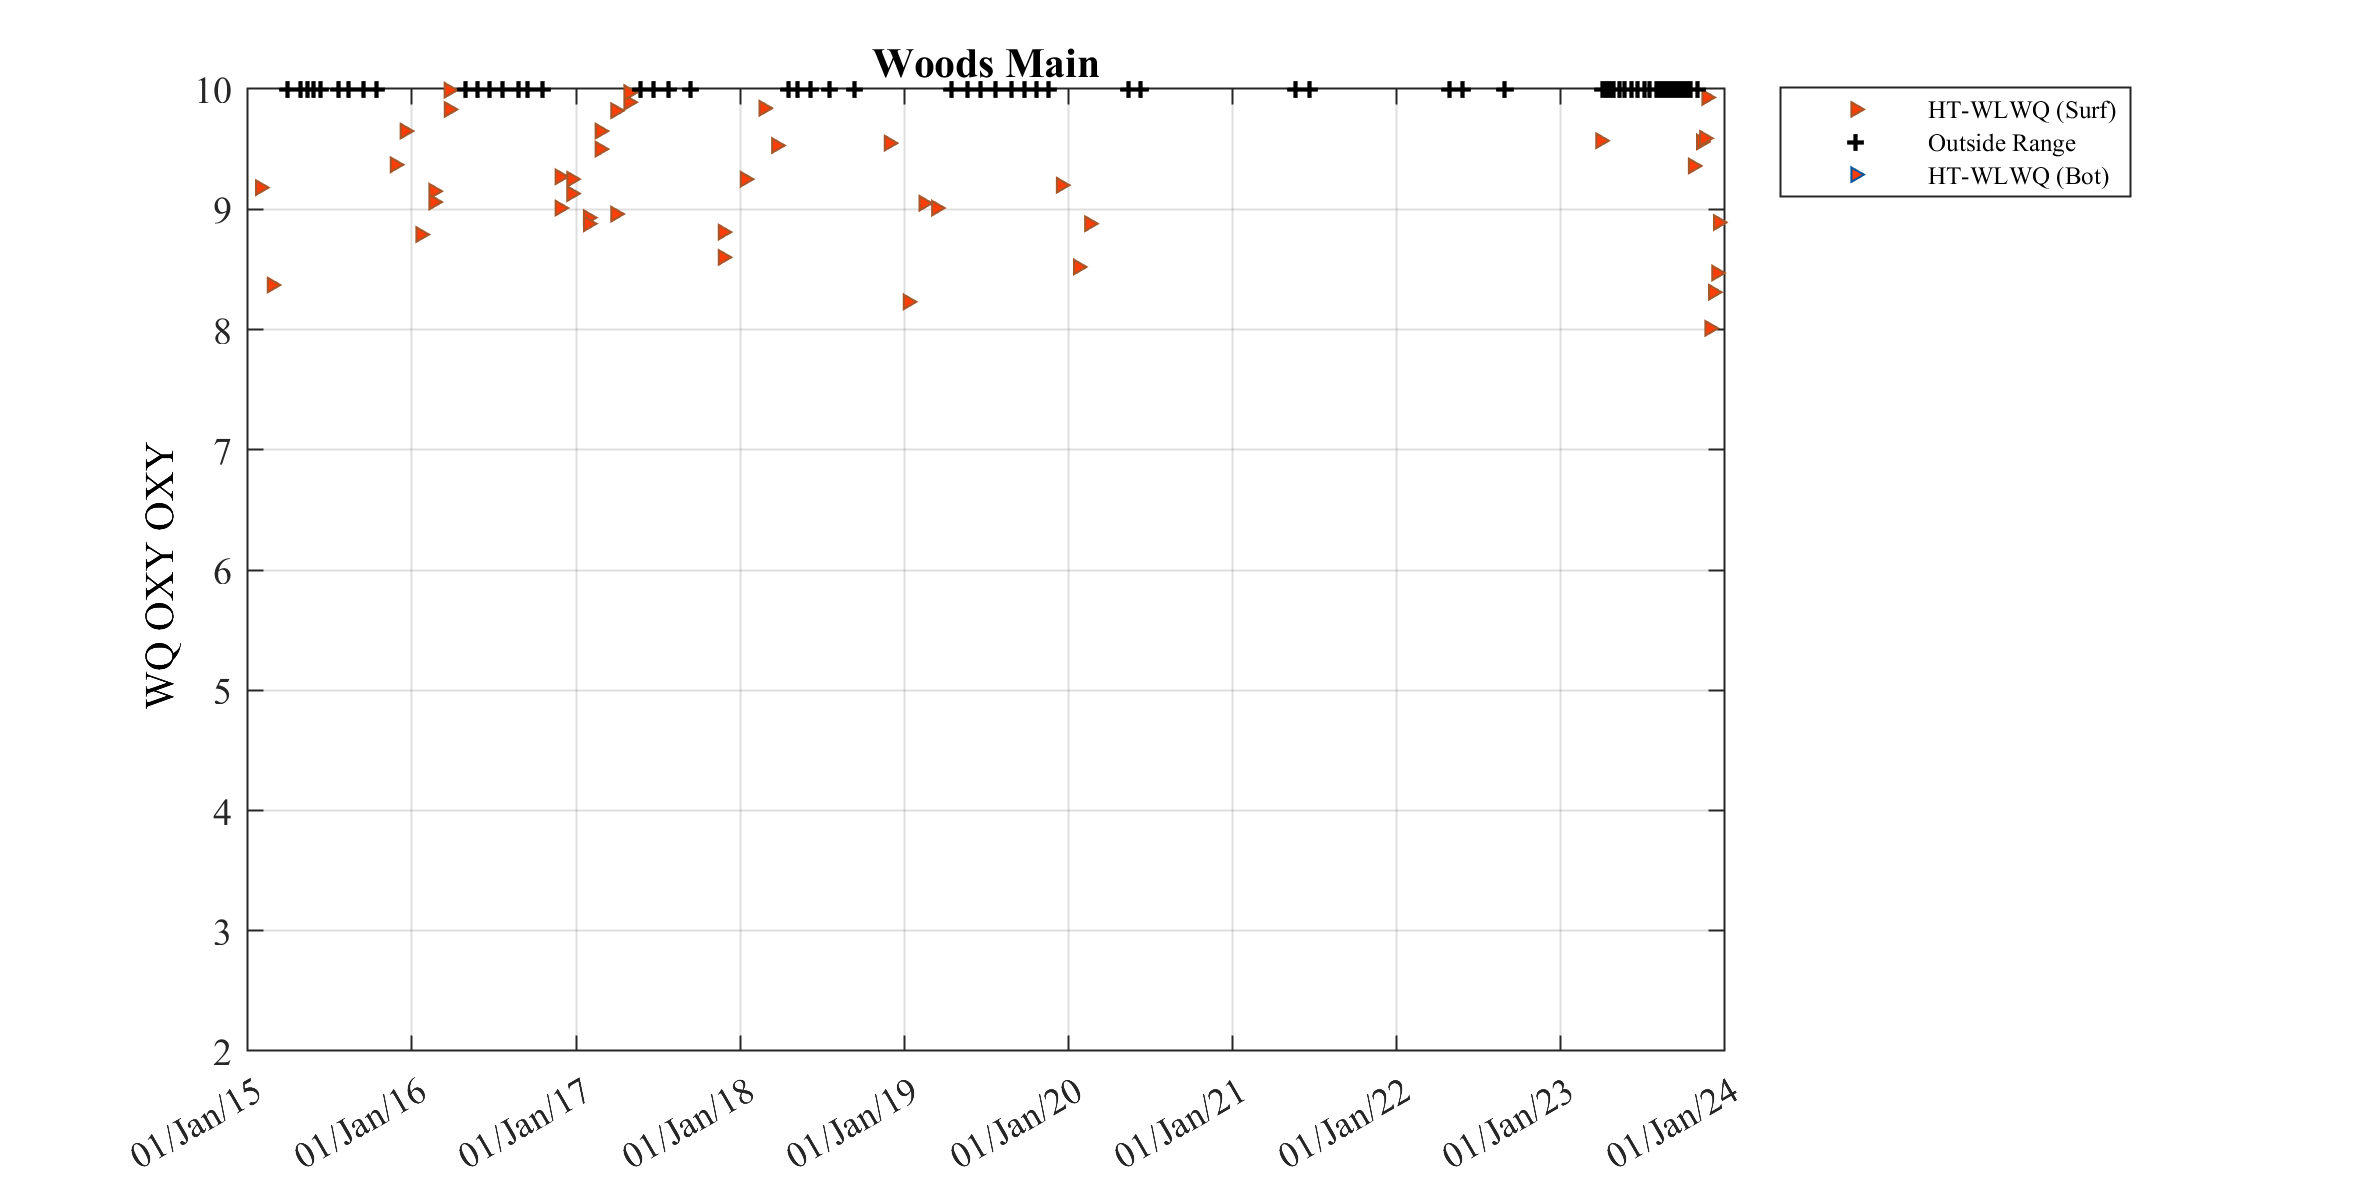 Woods Main
10
9
8
7
6
5
4
3
2
WQ OXY OXY
01/Jan/15
01/Jan/16
01/Jan/17
01/Jan/18
01/Jan/19
01/Jan/20
01/Jan/21
01/Jan/22
01/Jan/23
01/Jan/24
HT-WLWQ (Surf)
Outside Range
HT-WLWQ (Bot)